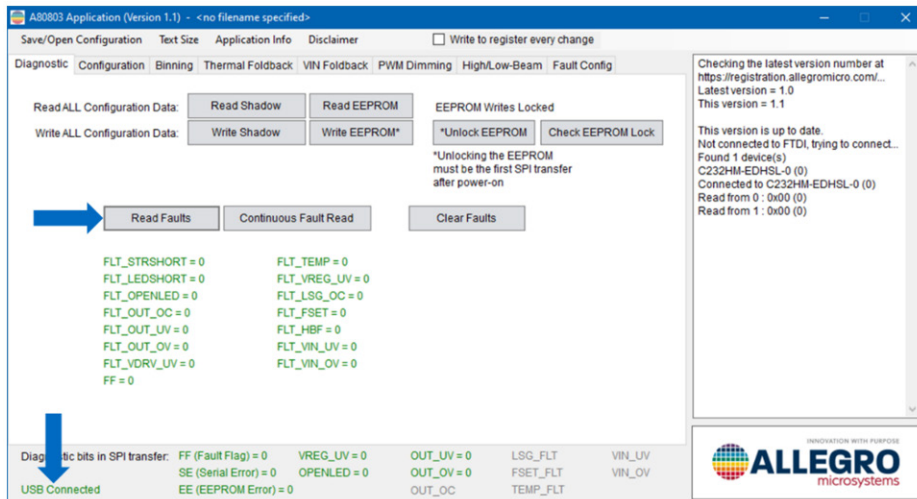 A80803 Application (Version 1.1) - <no filename specified>
Save/Open Configuration Text Size Application Info Disclaimer Write to register every change
Diagnostic Configuration Binning Thermal Foldback VIN Foldback PWM Dimming High/Low-Beam Fault Config
Read ALL Configuration Data: Read Shadow Read EEPROM EEPROM Writes Locked
Write ALL Configuration Data: Write Shadow Write EEPROM* *Unlock EEPROM Check EEPROM Lock
*Unlocking the EEPROM
must be the first SPI transfer
after power-on
Read Faults Continuous Fault Read Clear Faults
FLT_STRSHORT = 0 FLT_TEMP = 0
FLT_LEDSHORT = 0 FLT_VREG_UV = 0
FLT_OPENLED = 0 FLT_LSG_OC = 0
FLT_OUT_OC = 0 FLT_FSET = 0
FLT_OUT_UV = 0 FLT_HBF = 0
FLT_OUT_OV = 0 FLT_VIN_UV = 0
FLT_VDRV_UV = 0 FLT_VIN_OV = 0
FF = 0
Diagnostic bits in SPI transfer: FF (Fault Flag) = 0 VREG_UV = 0 OUT_UV = 0 LSG_FLT VIN_UV
SE (Serial Error) = 0 OPENLED = 0 OUT_OV = 0 FSET_FLT VIN_OV
USB Connected EE (EEPROM Error) = 0 OUT_OC TEMP_FLT
Checking the latest version number at
https://registration.allegromicro.com/...
Latest version = 1.0
This version = 1.1
This version is up to date.
Not connected to FTDI, trying to connect...
Found 1 device(s)
C232HM-EDHSL-0 (0)
Connected to C232HM-EDHSL-0 (0)
Read from 0 : 0x00 (0)
Read from 1 : 0x00 (0)
INNOVATION WITH PURPOSE
ALLEGRO
microsystems